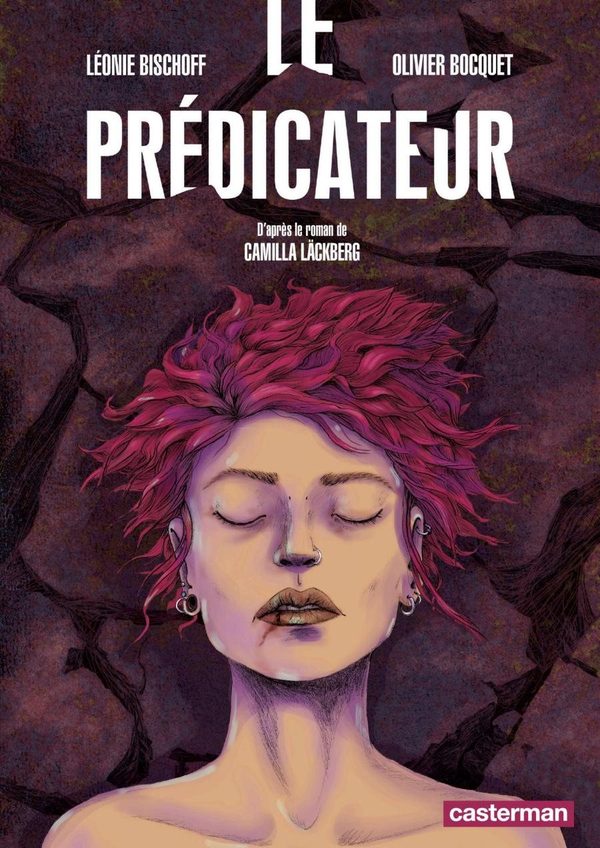 LE
LÉONIE BISCHOFF
OLIVIER BOCQUET
PRÉDICATEUR
D'après le roman de
CAMILLA LÄCKBERG
casterman